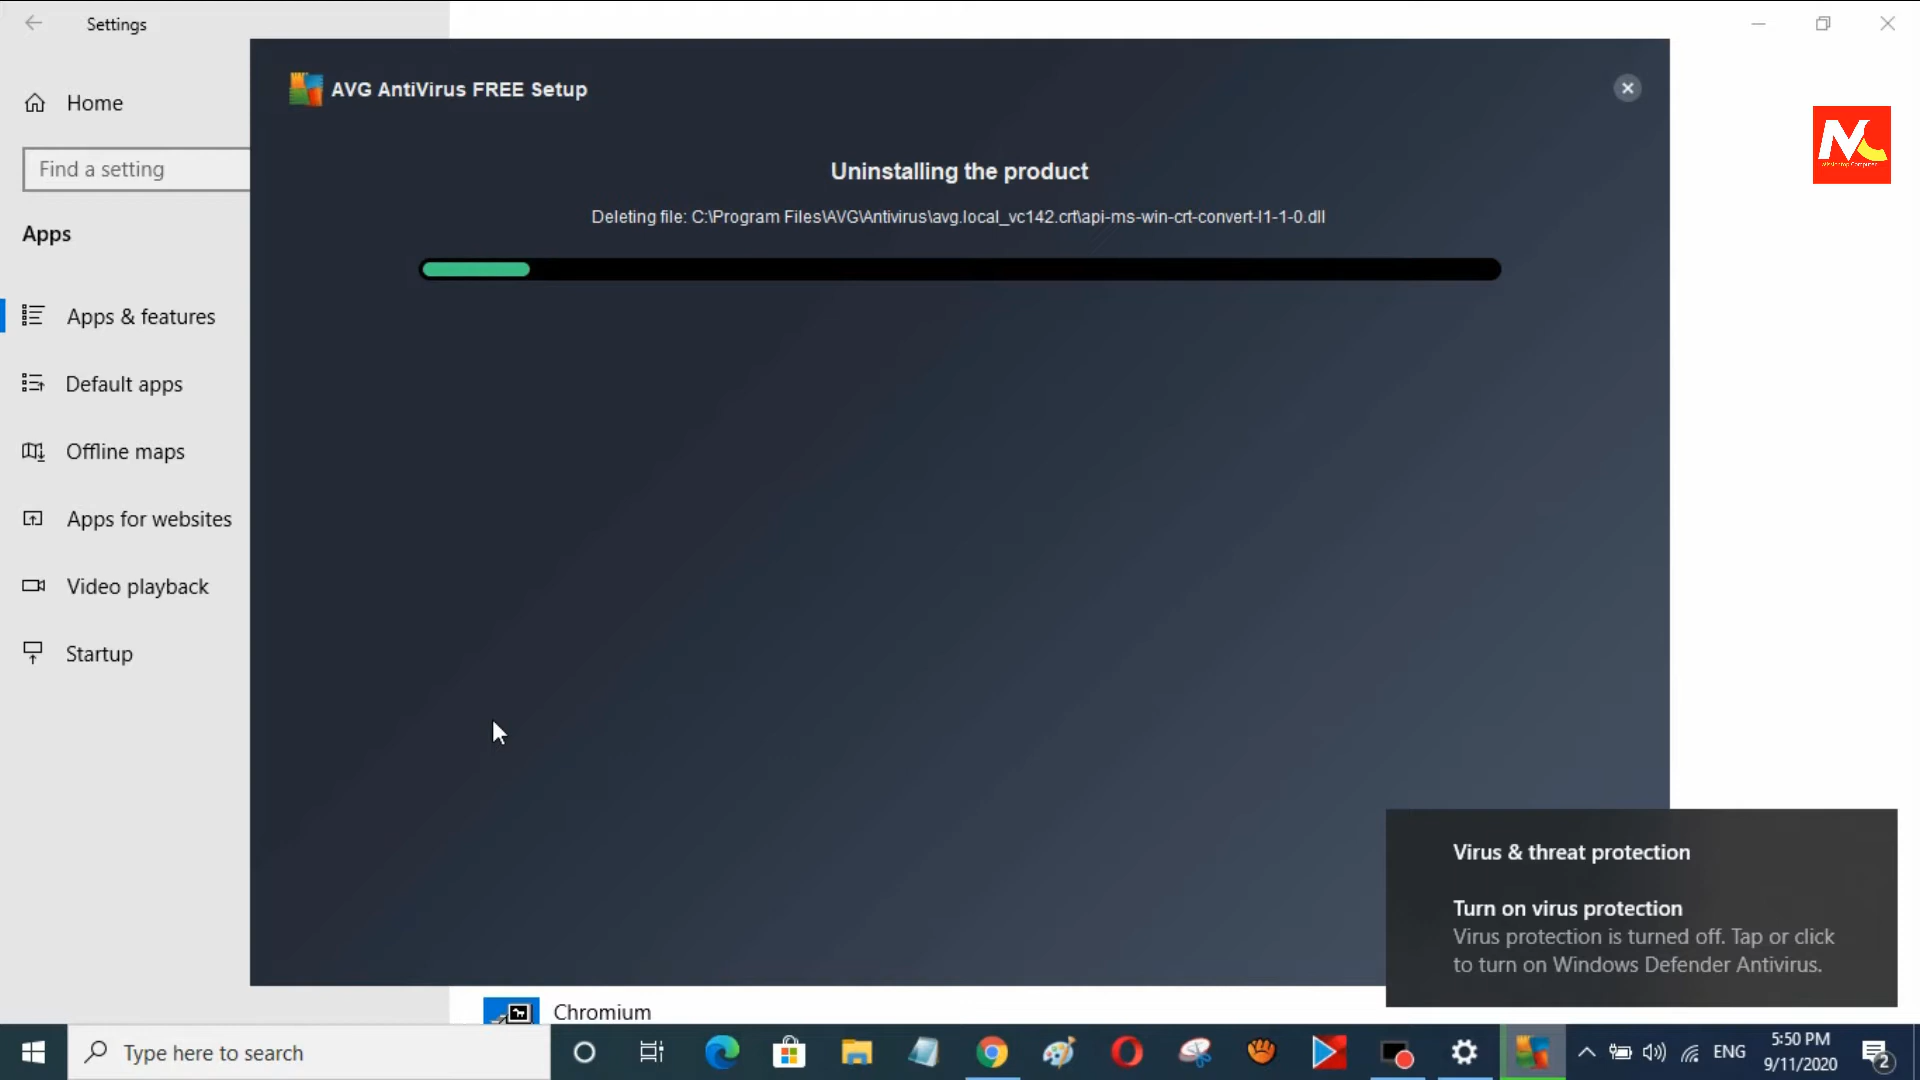 Settings
Home
Find a setting
Apps
Apps & features
Default apps
Offline maps
Apps for websites
Video playback
Startup
AVG AntiVirus FREE Setup
Uninstalling the product
Deleting file: C:\Program Files\AVG\Antivirus\avg.local_vc142.crt\api-ms-win-crt-convert-l1-1-0.dll
MC
Virus & threat protection
Turn on virus protection
Virus protection is turned off. Tap or click
to turn on Windows Defender Antivirus.
Chromium
Type here to search
ENG
5:50 PM
9/11/2020
2